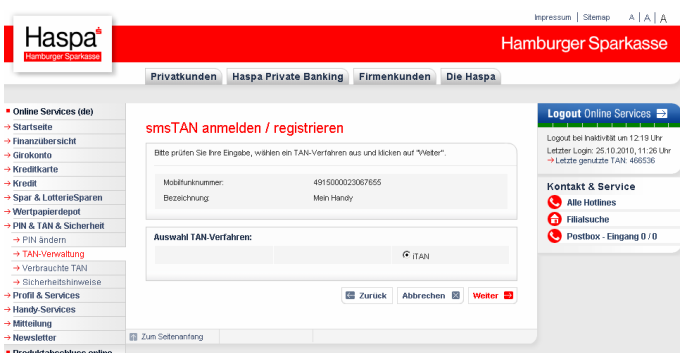 Impressum | Sitemap A | A | A
Haspa
Hamburger Sparkasse
Hamburger Sparkasse
Privatkunden Haspa Private Banking Firmenkunden Die Haspa
Online Services (de)
Startseite
Finanzübersicht
Girokonto
Kreditkarte
Kredit
Spar & LotterieSparen
Wertpapierdepot
PIN & TAN & Sicherheit
PIN ändern
TAN-Verwaltung
Verbrauchte TAN
Sicherheitshinweise
Profil & Services
Handy-Services
Mitteilung
Newsletter
Produktabschluss online
smsTAN anmelden / registrieren
Bitte prüfen Sie Ihre Eingabe, wählen ein TAN-Verfahren aus und klicken auf "Weiter".
Mobilfunknummer: 4915000023067655
Bezeichnung: Mein Handy
Auswahl TAN-Verfahren:
iTAN
Zurück Abbrechen Weiter
Zum Seitenanfang
Logout Online Services
Logout bei Inaktivität um 12:19 Uhr
Letzter Login: 25.10.2010, 11:26 Uhr
Letzte genutzte TAN: 466536
Kontakt & Service
Alle Hotlines
Filialsuche
Postbox - Eingang 0 / 0